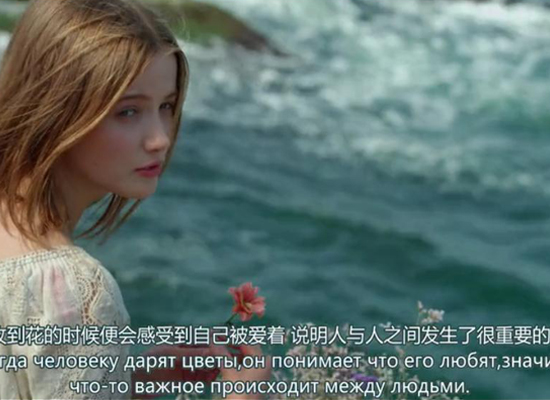 到花的时候便会感受到自己被爱着 说明人与人之间发生了很重要的
гда человеку дарят цветы,он понимает что его любят,значи
что-то важное происходит между людьми.